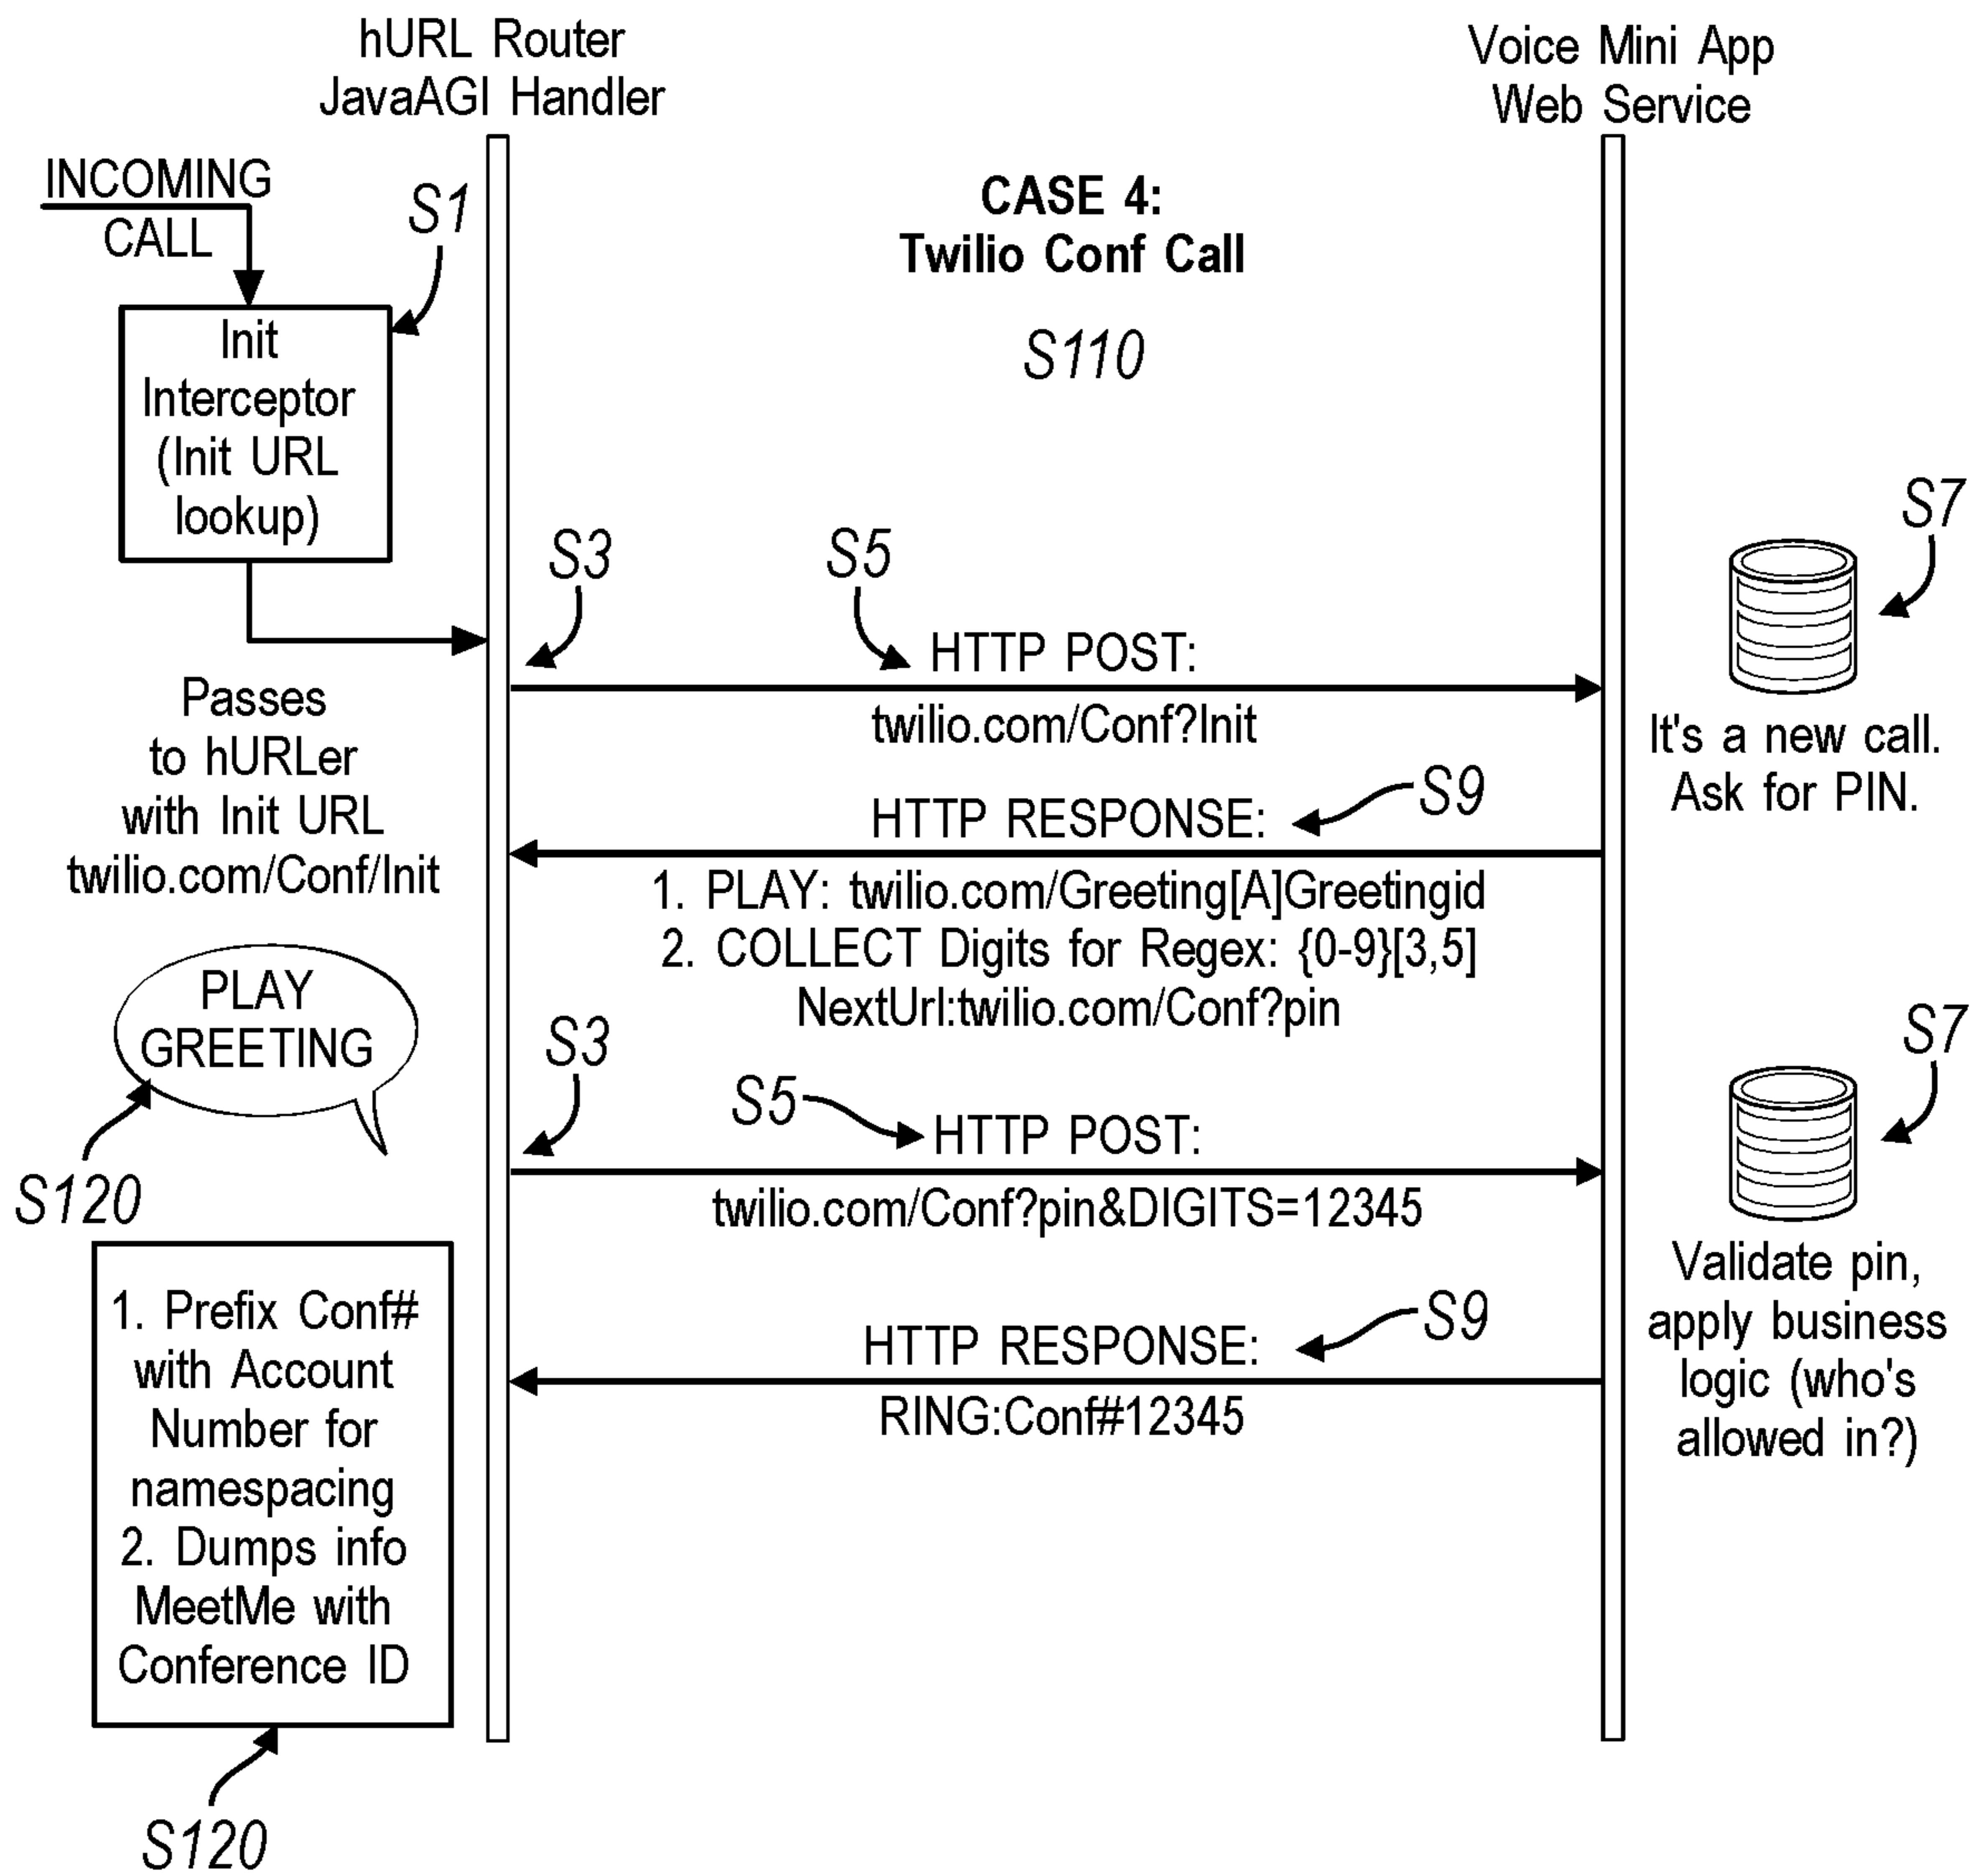 hURL Router
JavaAGI Handler
Voice Mini App
Web Service
INCOMING
CALL
S1
CASE 4:
Twilio Conf Call
S110
Init
Interceptor
(Init URL
lookup)
S3
S5
S7
HTTP POST:
twilio.com/Conf?Init
It's a new call.
Ask for PIN.
Passes
to hURLer
with Init URL
twilio.com/Conf/Init
S9
HTTP RESPONSE:
1. PLAY: twilio.com/Greeting[A]Greetingid
2. COLLECT Digits for Regex: {0-9}[3,5]
NextUrl:twilio.com/Conf?pin
PLAY
GREETING
S120
S3
S5
S7
HTTP POST:
twilio.com/Conf?pin&DIGITS=12345
Validate pin,
apply business
logic (who's
allowed in?)
S9
HTTP RESPONSE:
RING:Conf#12345
1. Prefix Conf#
with Account
Number for
namespacing
2. Dumps info
MeetMe with
Conference ID
S120